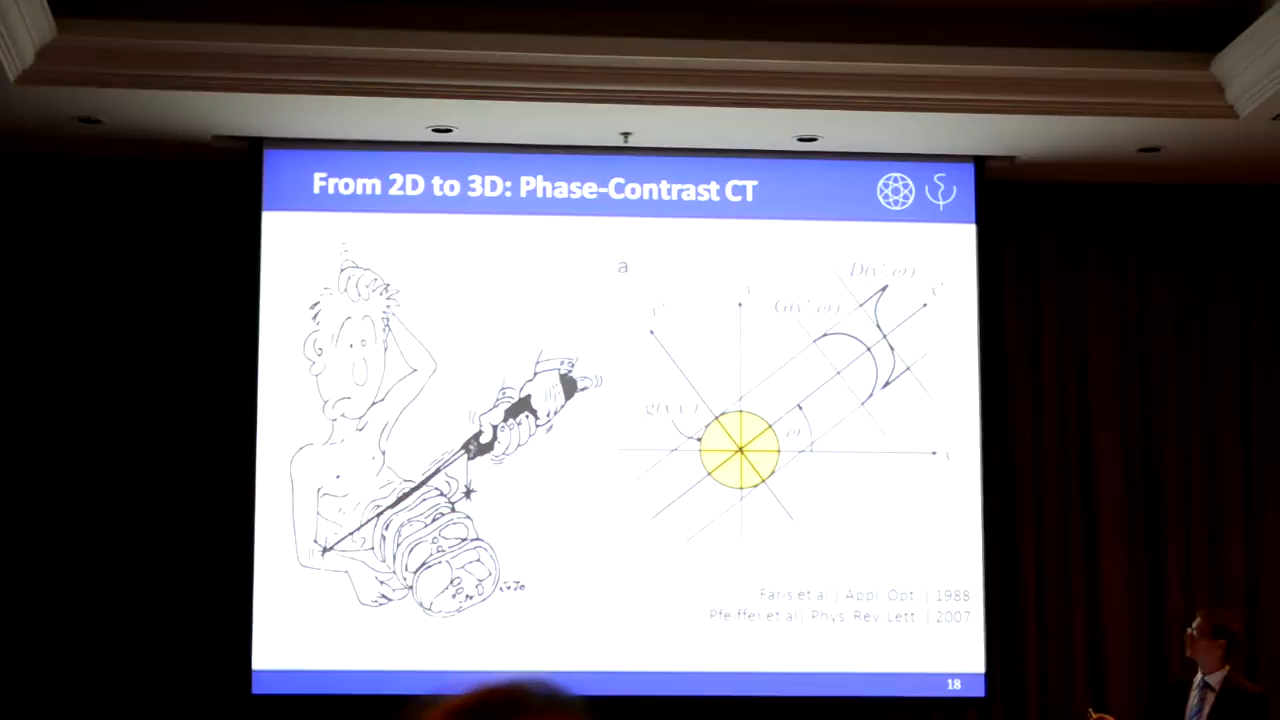 From 2D to 3D: Phase-Contrast CT
a
ω
Faris et al | Appl. Opt. | 1988
Pfeiffer et al | Phys. Rev. Lett. | 2007
18